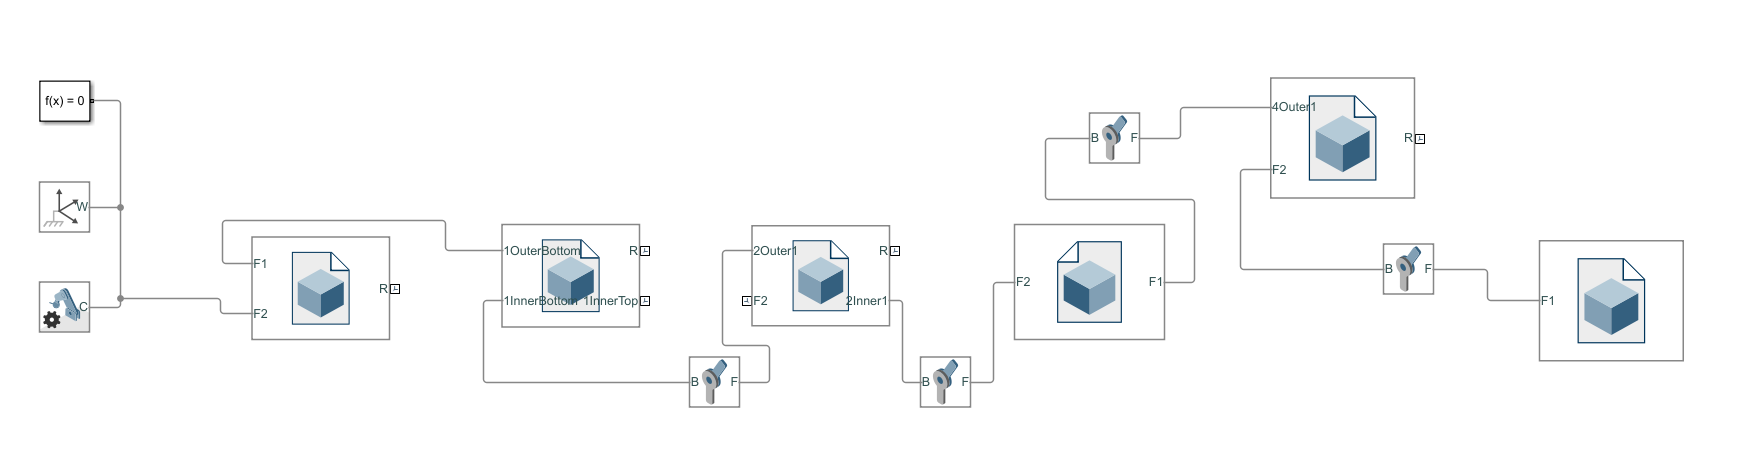 f(x) = 0
W
C
F1
R
F2
1OuterBottom
R
1InnerBottom
1InnerTop
B
F
2Outer1
R
F2
2Inner1
B
F
F2
F1
B
F
4Outer1
R
F2
B
F
F1